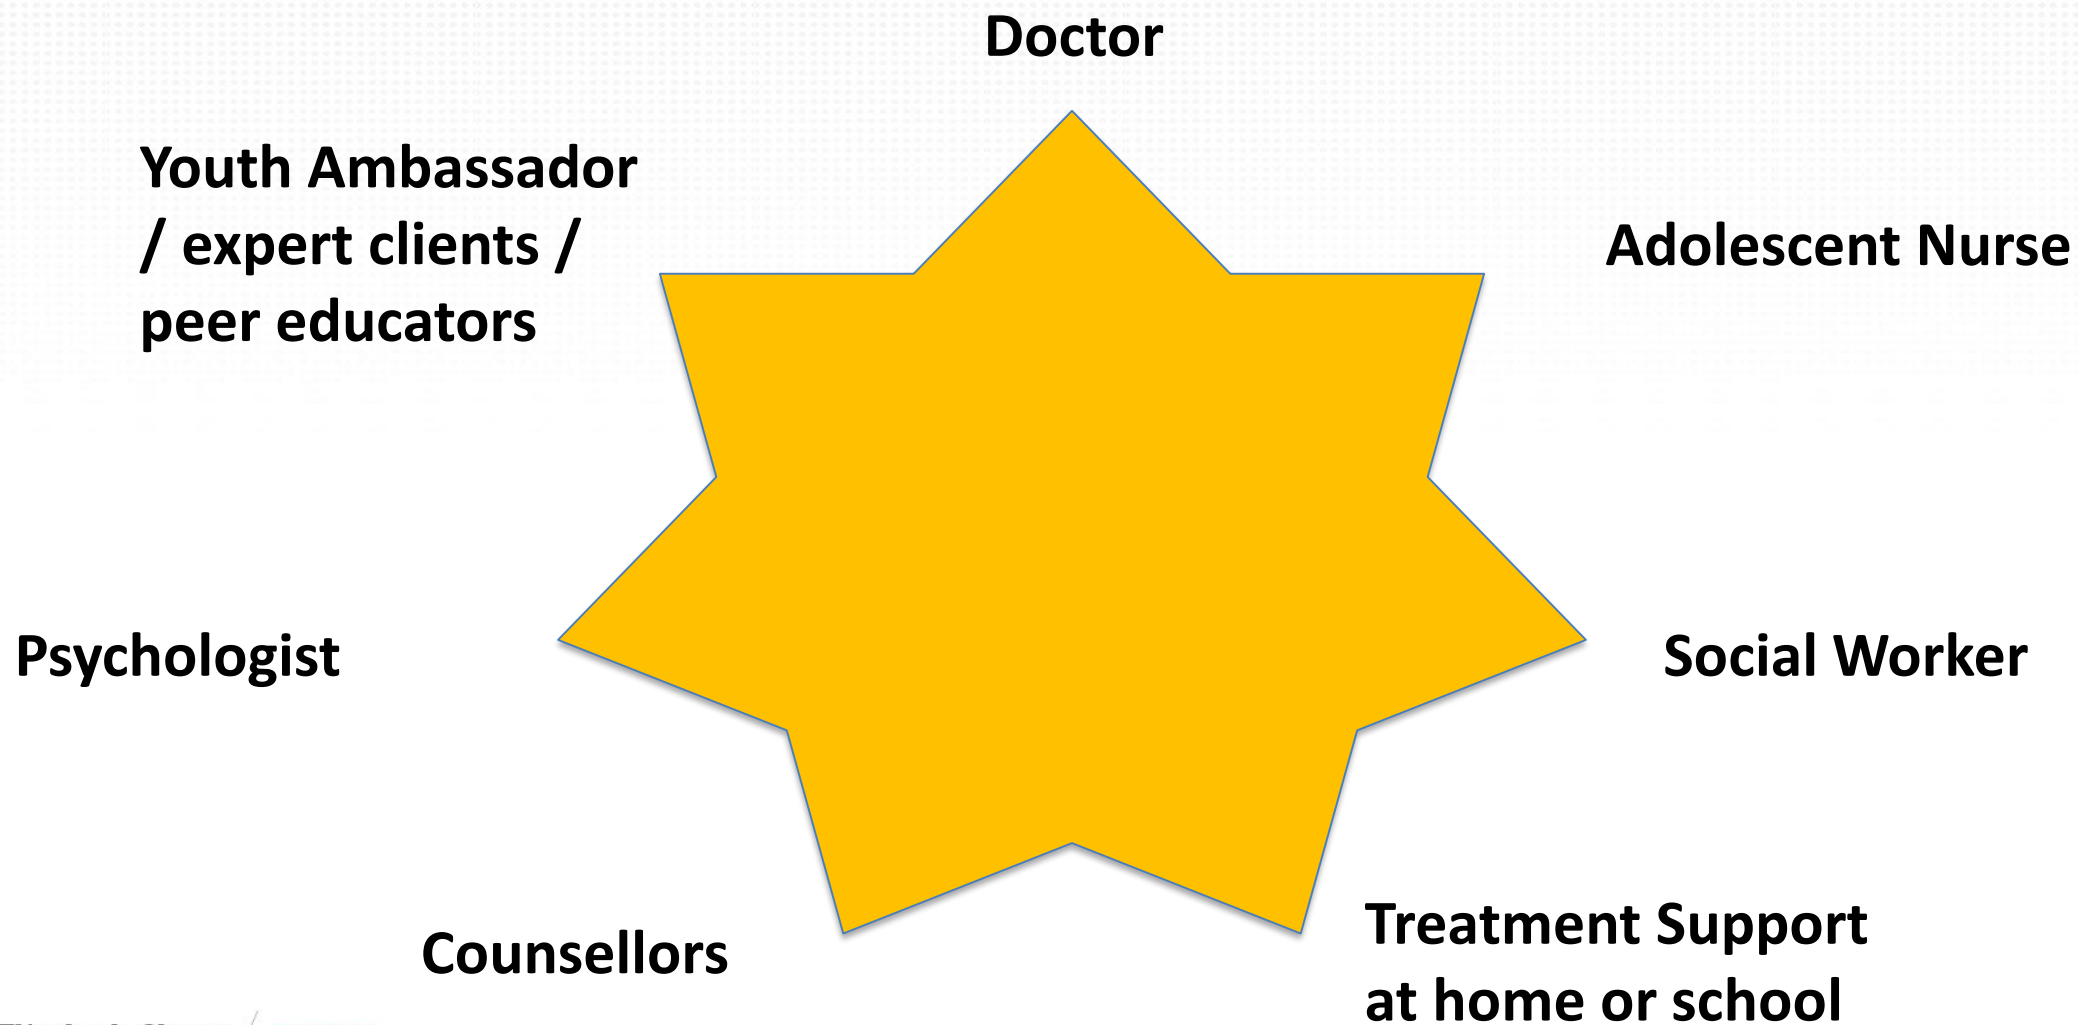 Doctor
Youth Ambassador
/ expert clients /
peer educators
Adolescent Nurse
Psychologist
Social Worker
Counsellors
Treatment Support
at home or school